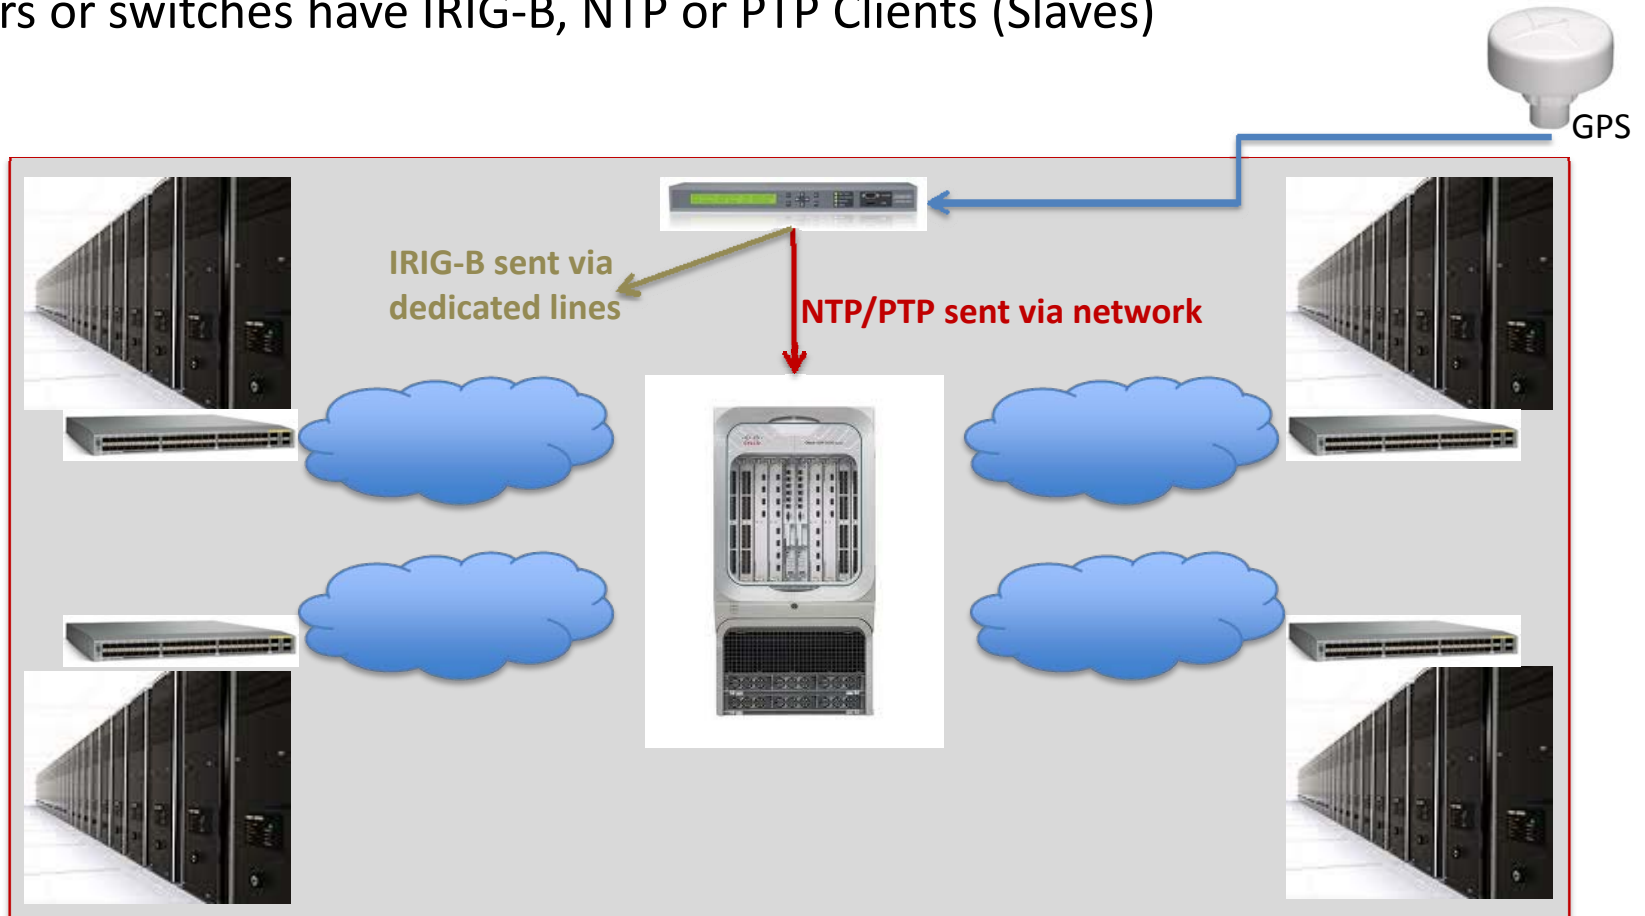 rs or switches have IRIG-B, NTP or PTP Clients (Slaves)
GPS
IRIG-B sent via
dedicated lines
NTP/PTP sent via network